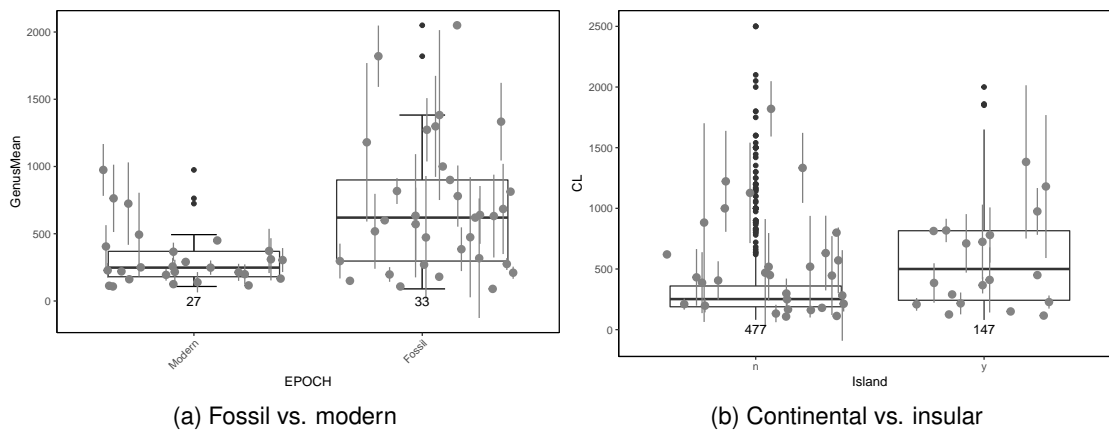 2000
1500
1000
500
0
GenusMean
27
33
Modern
Fossil
EPOCH
(a) Fossil vs. modern
2500
2000
1500
1000
500
0
CL
477
147
n
y
Island
(b) Continental vs. insular